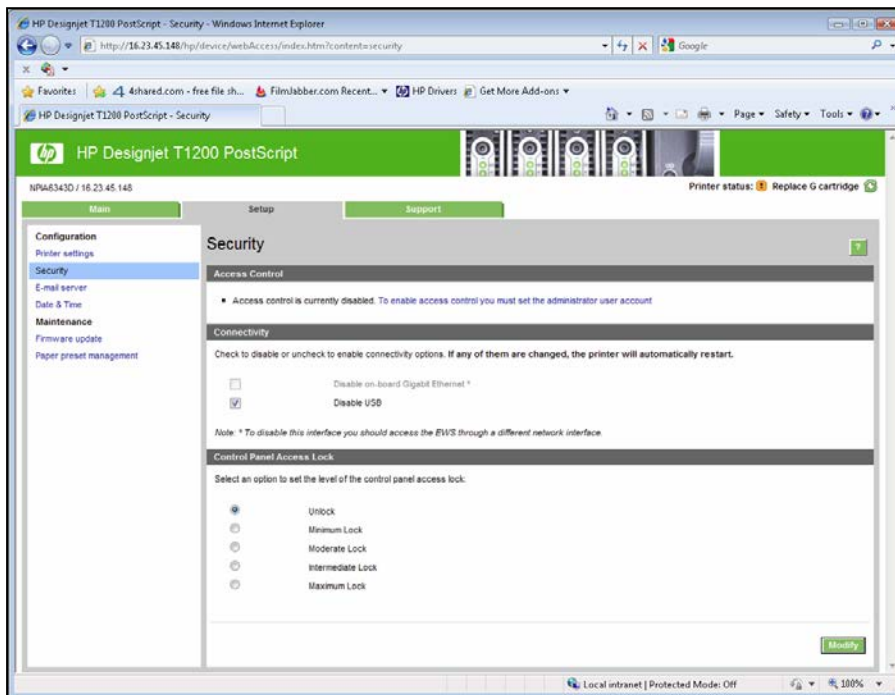 HP Designjet T1200 PostScript - Security - Windows Internet Explorer
http://16.23.45.148/hp/device/webAccess/index.htm?content=security
Google
Favorites
4shared.com - free file sh...
FilmJabber.com Recent...
HP Drivers
Get More Add-ons
HP Designjet T1200 PostScript - Security
Page
Safety
Tools
hp
HP Designjet T1200 PostScript
NPIA6343D / 16.23.45.148
Printer status:
Replace G cartridge
Main
Setup
Support
Configuration
Printer settings
Security
E-mail server
Date & Time
Maintenance
Firmware update
Paper preset management
Security
?
Access Control
Access control is currently disabled. To enable access control you must set the administrator user account
Connectivity
Check to disable or uncheck to enable connectivity options. If any of them are changed, the printer will automatically restart.
Disable on-board Gigabit Ethernet *
Disable USB
Note: * To disable this interface you should access the EWS through a different network interface.
Control Panel Access Lock
Select an option to set the level of the control panel access lock:
Unlock
Minimum Lock
Moderate Lock
Intermediate Lock
Maximum Lock
Modify
Local intranet | Protected Mode: Off
100%